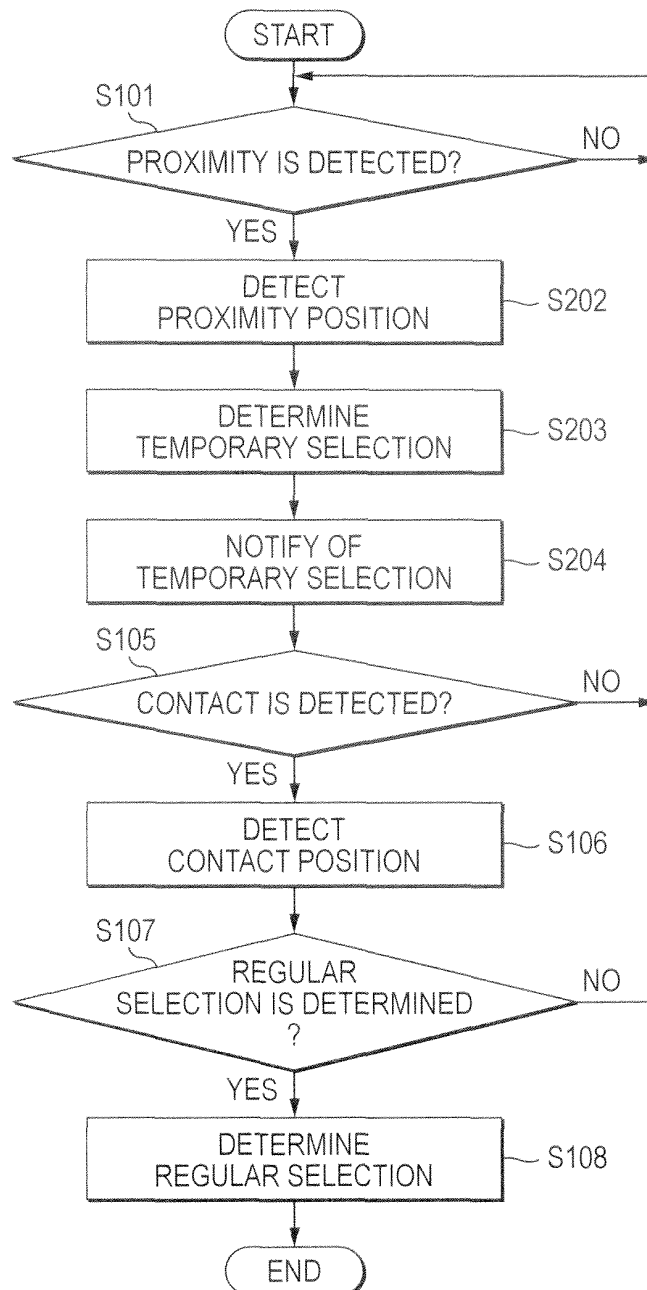 START
S101
PROXIMITY IS DETECTED?
NO
YES
DETECT
PROXIMITY POSITION
S202
DETERMINE
TEMPORARY SELECTION
S203
NOTIFY OF
TEMPORARY SELECTION
S204
S105
CONTACT IS DETECTED?
NO
YES
DETECT
CONTACT POSITION
S106
S107
REGULAR
SELECTION IS DETERMINED
?
NO
YES
DETERMINE
REGULAR SELECTION
S108
END